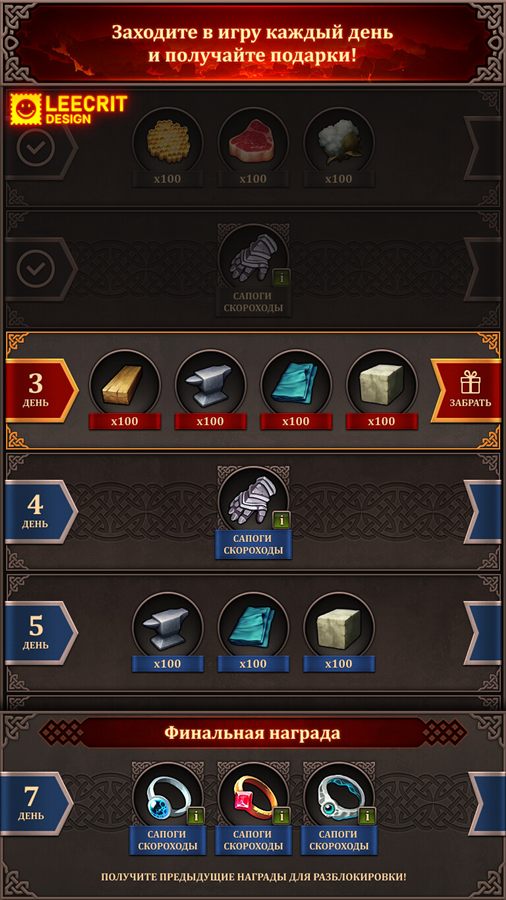 Заходите в игру каждый день
и получайте подарки!
LEECRIT
DESIGN
x100 x100 x100
i
САПОГИ
СКОРОХОДЫ
3
ДЕНЬ
x100 x100 x100 x100
ЗАБРАТЬ
4
ДЕНЬ
i
САПОГИ
СКОРОХОДЫ
5
ДЕНЬ
x100 x100 x100
Финальная награда
7
ДЕНЬ
i i i
САПОГИ САПОГИ САПОГИ
СКОРОХОДЫ СКОРОХОДЫ СКОРОХОДЫ
ПОЛУЧИТЕ ПРЕДЫДУЩИЕ НАГРАДЫ ДЛЯ РАЗБЛОКИРОВКИ!